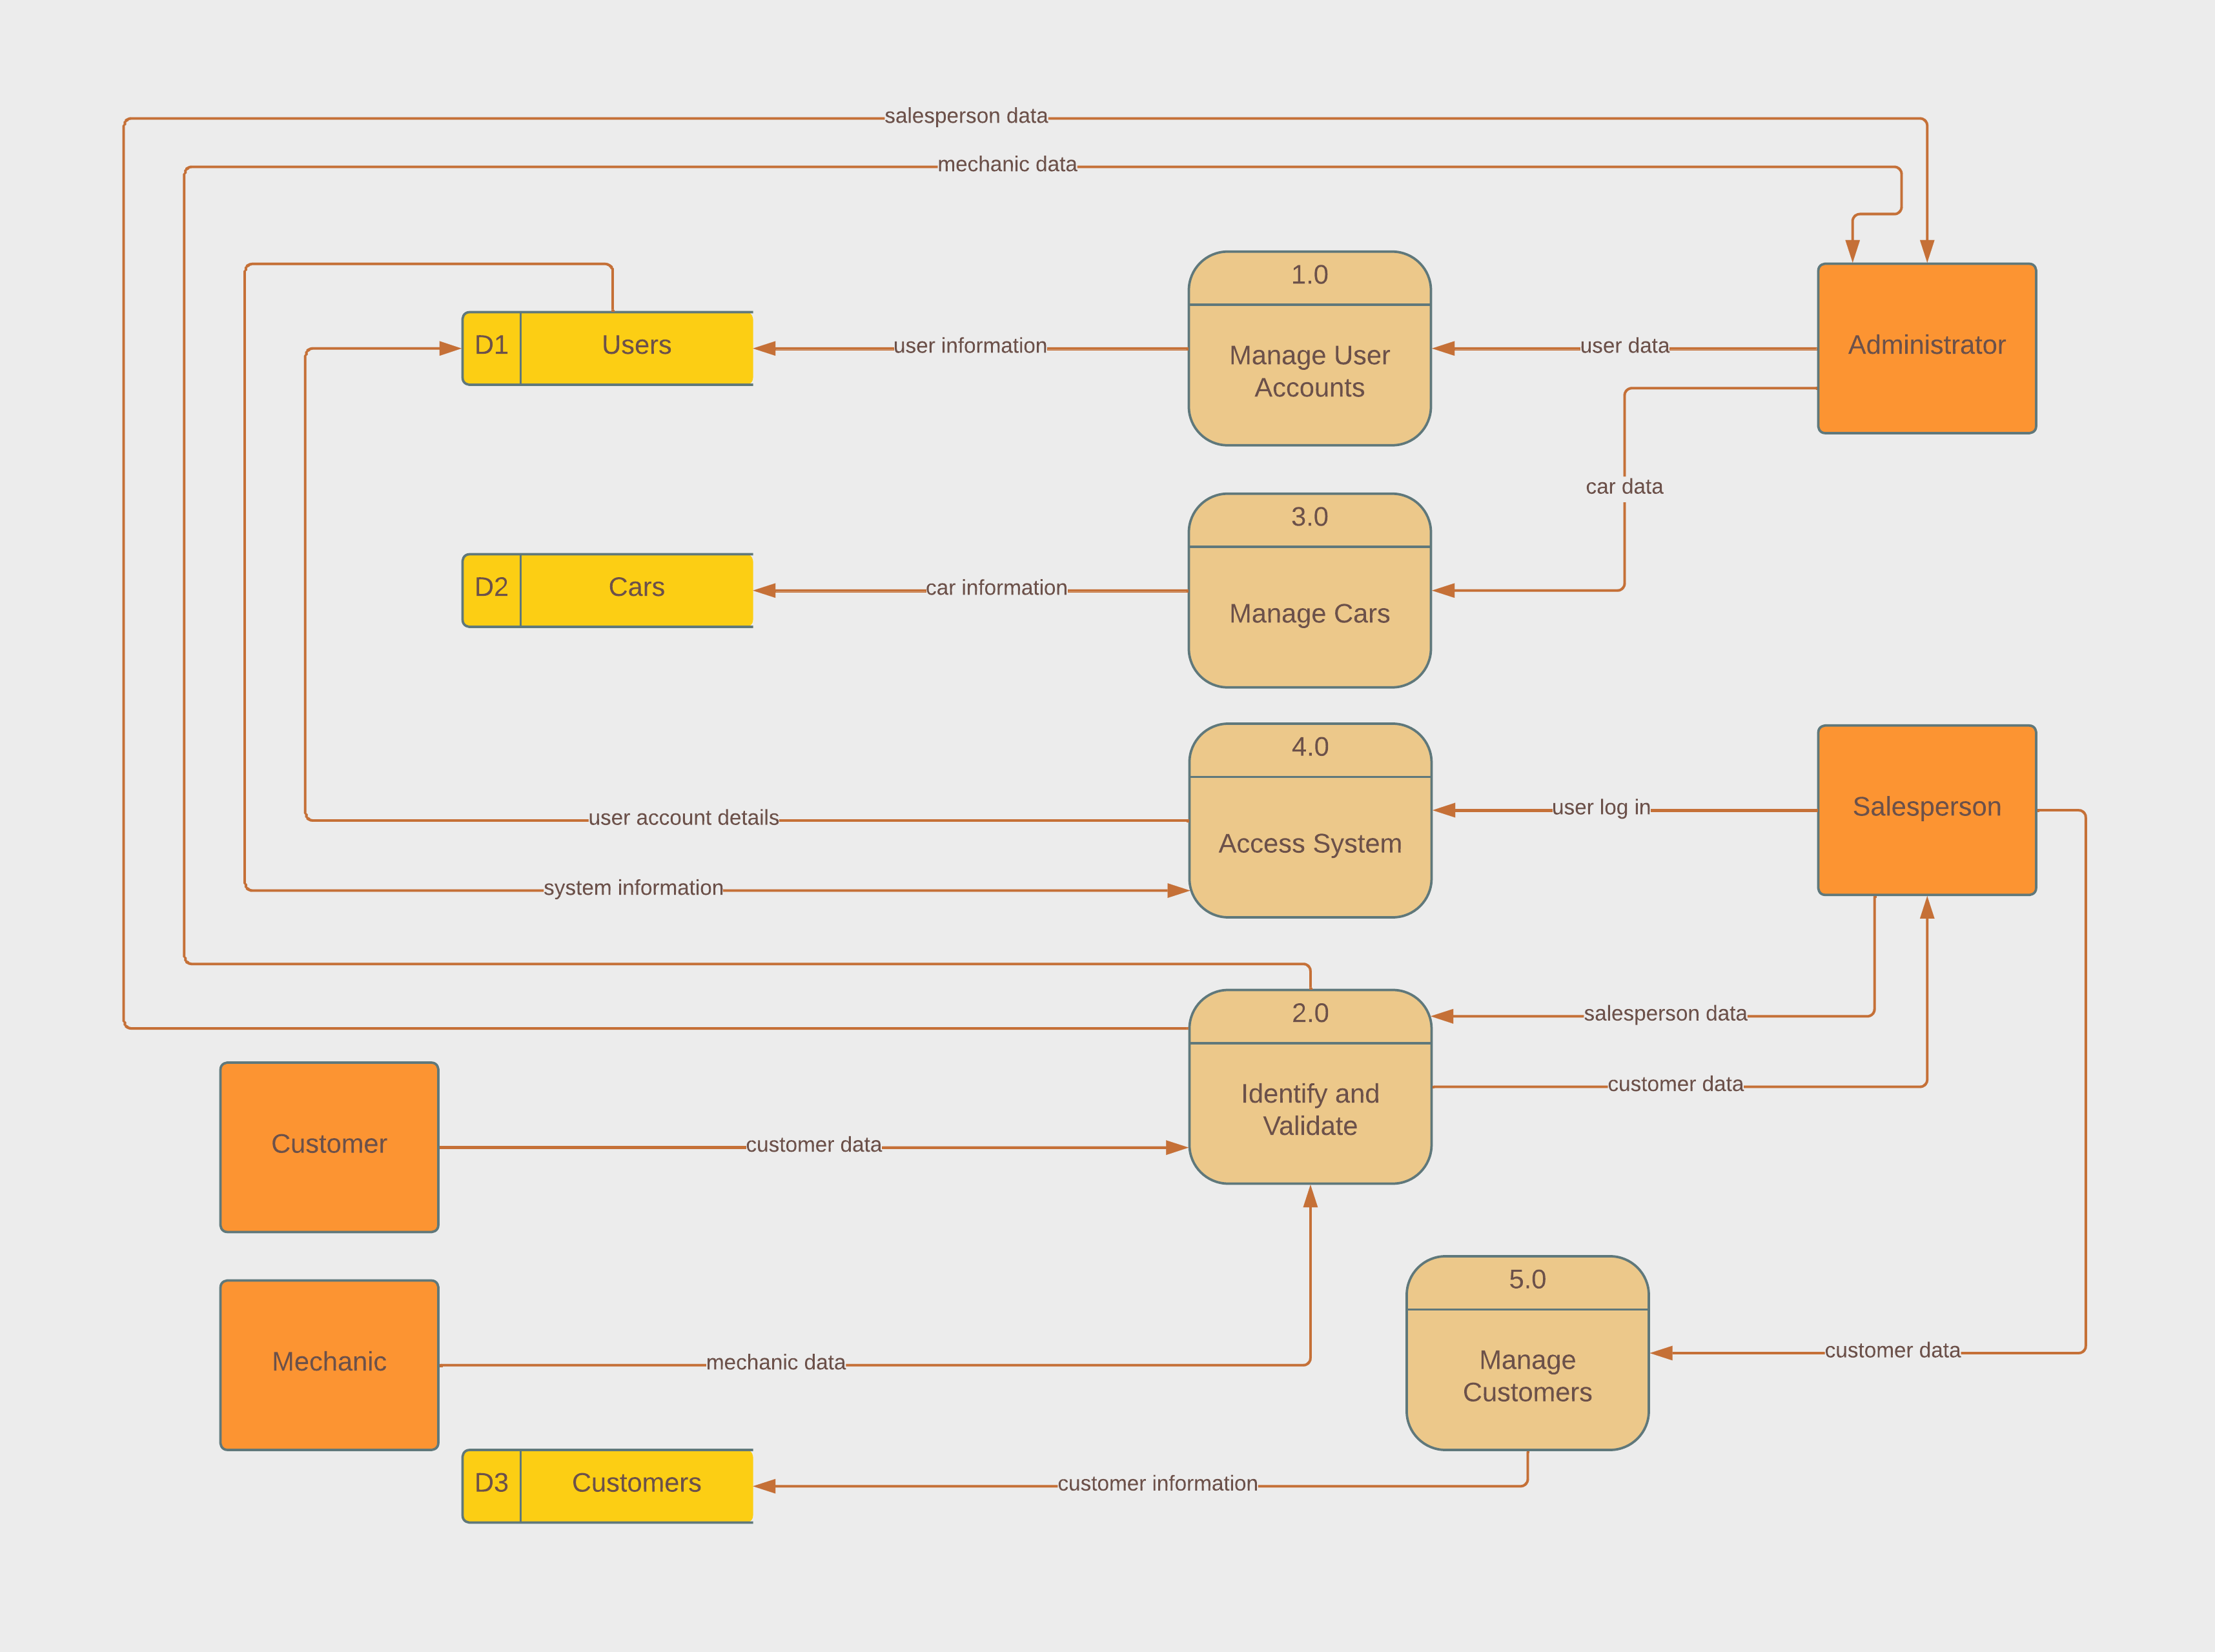 salesperson data
mechanic data
1.0
D1
Users
user information
Manage User
Accounts
user data
Administrator
car data
3.0
D2
Cars
car information
Manage Cars
4.0
user account details
Access System
user log in
Salesperson
system information
2.0
salesperson data
Identify and
Validate
customer data
Customer
customer data
5.0
Mechanic
mechanic data
Manage
Customers
customer data
D3
Customers
customer information